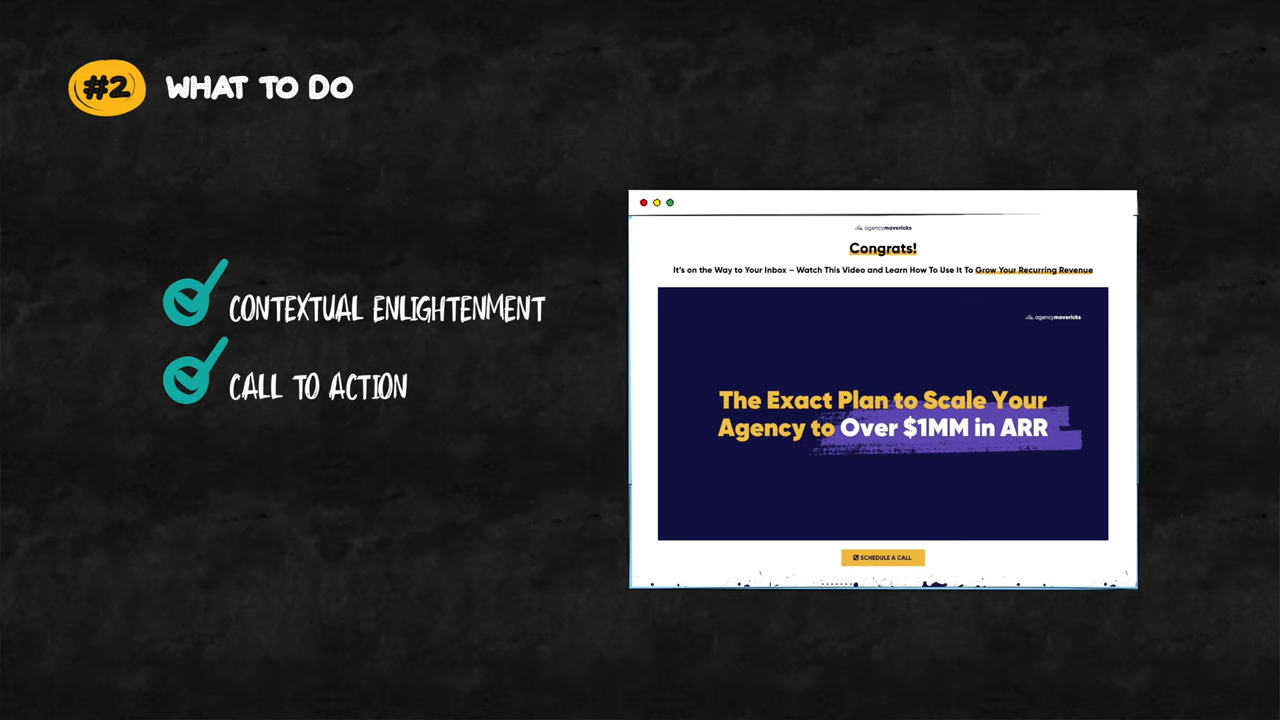 #2 WHAT TO DO
CONTEXTUAL ENLIGHTENMENT
CALL TO ACTION
agencymavericks
Congrats!
It's on the Way to Your Inbox – Watch This Video and Learn How To Use It To Grow Your Recurring Revenue
agencymavericks
The Exact Plan to Scale Your
Agency to Over $1MM in ARR
SCHEDULE A CALL